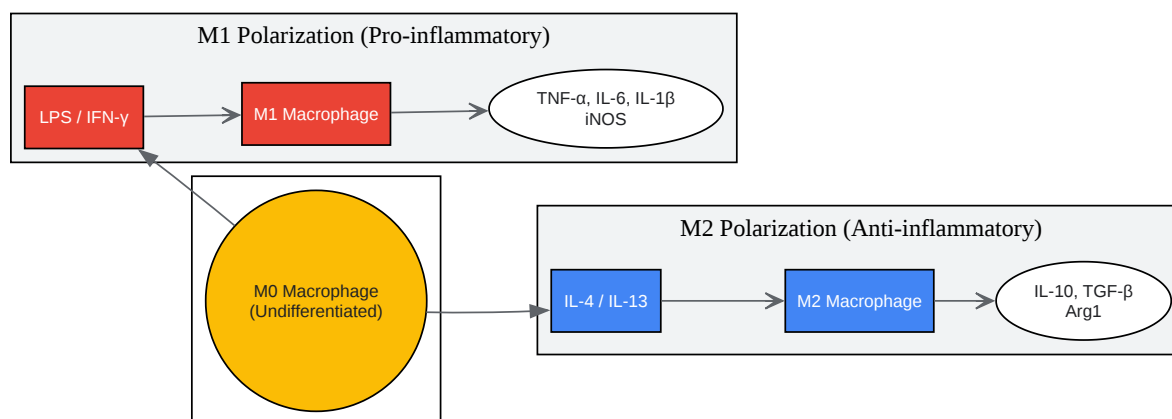 M1 Polarization (Pro-inflammatory)
LPS / IFN-γ
M1 Macrophage
TNF-α, IL-6, IL-1β
iNOS
M0 Macrophage
(Undifferentiated)
M2 Polarization (Anti-inflammatory)
IL-4 / IL-13
M2 Macrophage
IL-10, TGF-β
Arg1